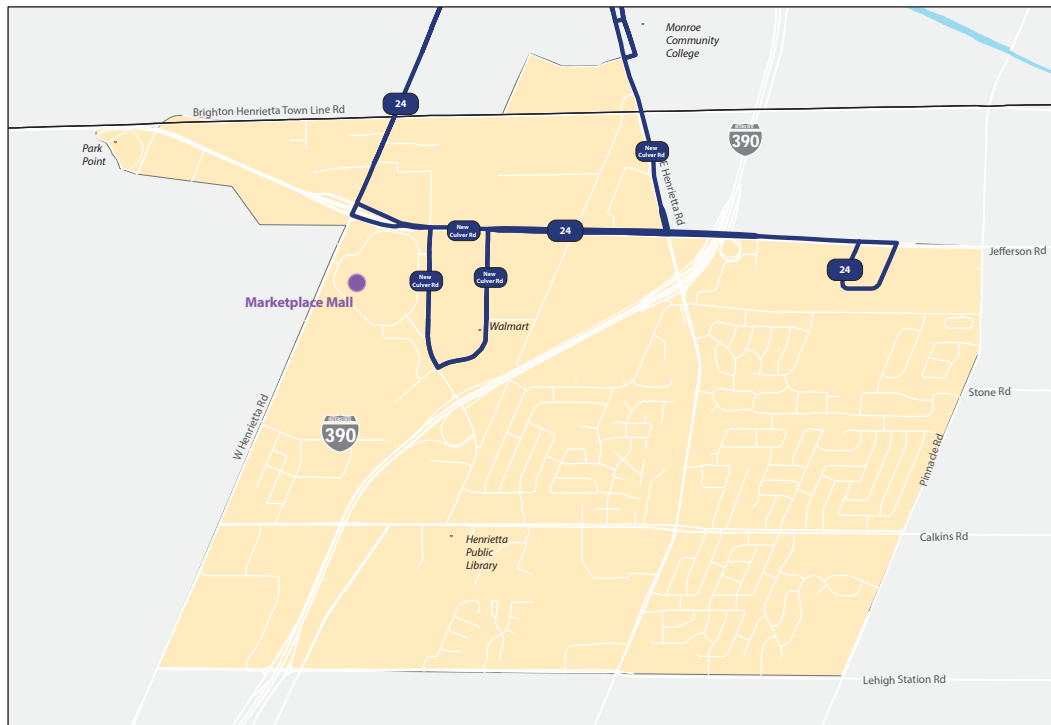 Monroe
Community
College
24
Brighton Henrietta Town Line Rd
Park
Point
New
Culver Rd
390
E Henrietta Rd
New
Culver Rd
24
Jefferson Rd
New
Culver Rd
New
Culver Rd
24
Marketplace Mall
Walmart
Stone Rd
W Henrietta Rd
INTERSTATE
390
Pinnacle Rd
Henrietta
Public
Library
Calkins Rd
Lehigh Station Rd